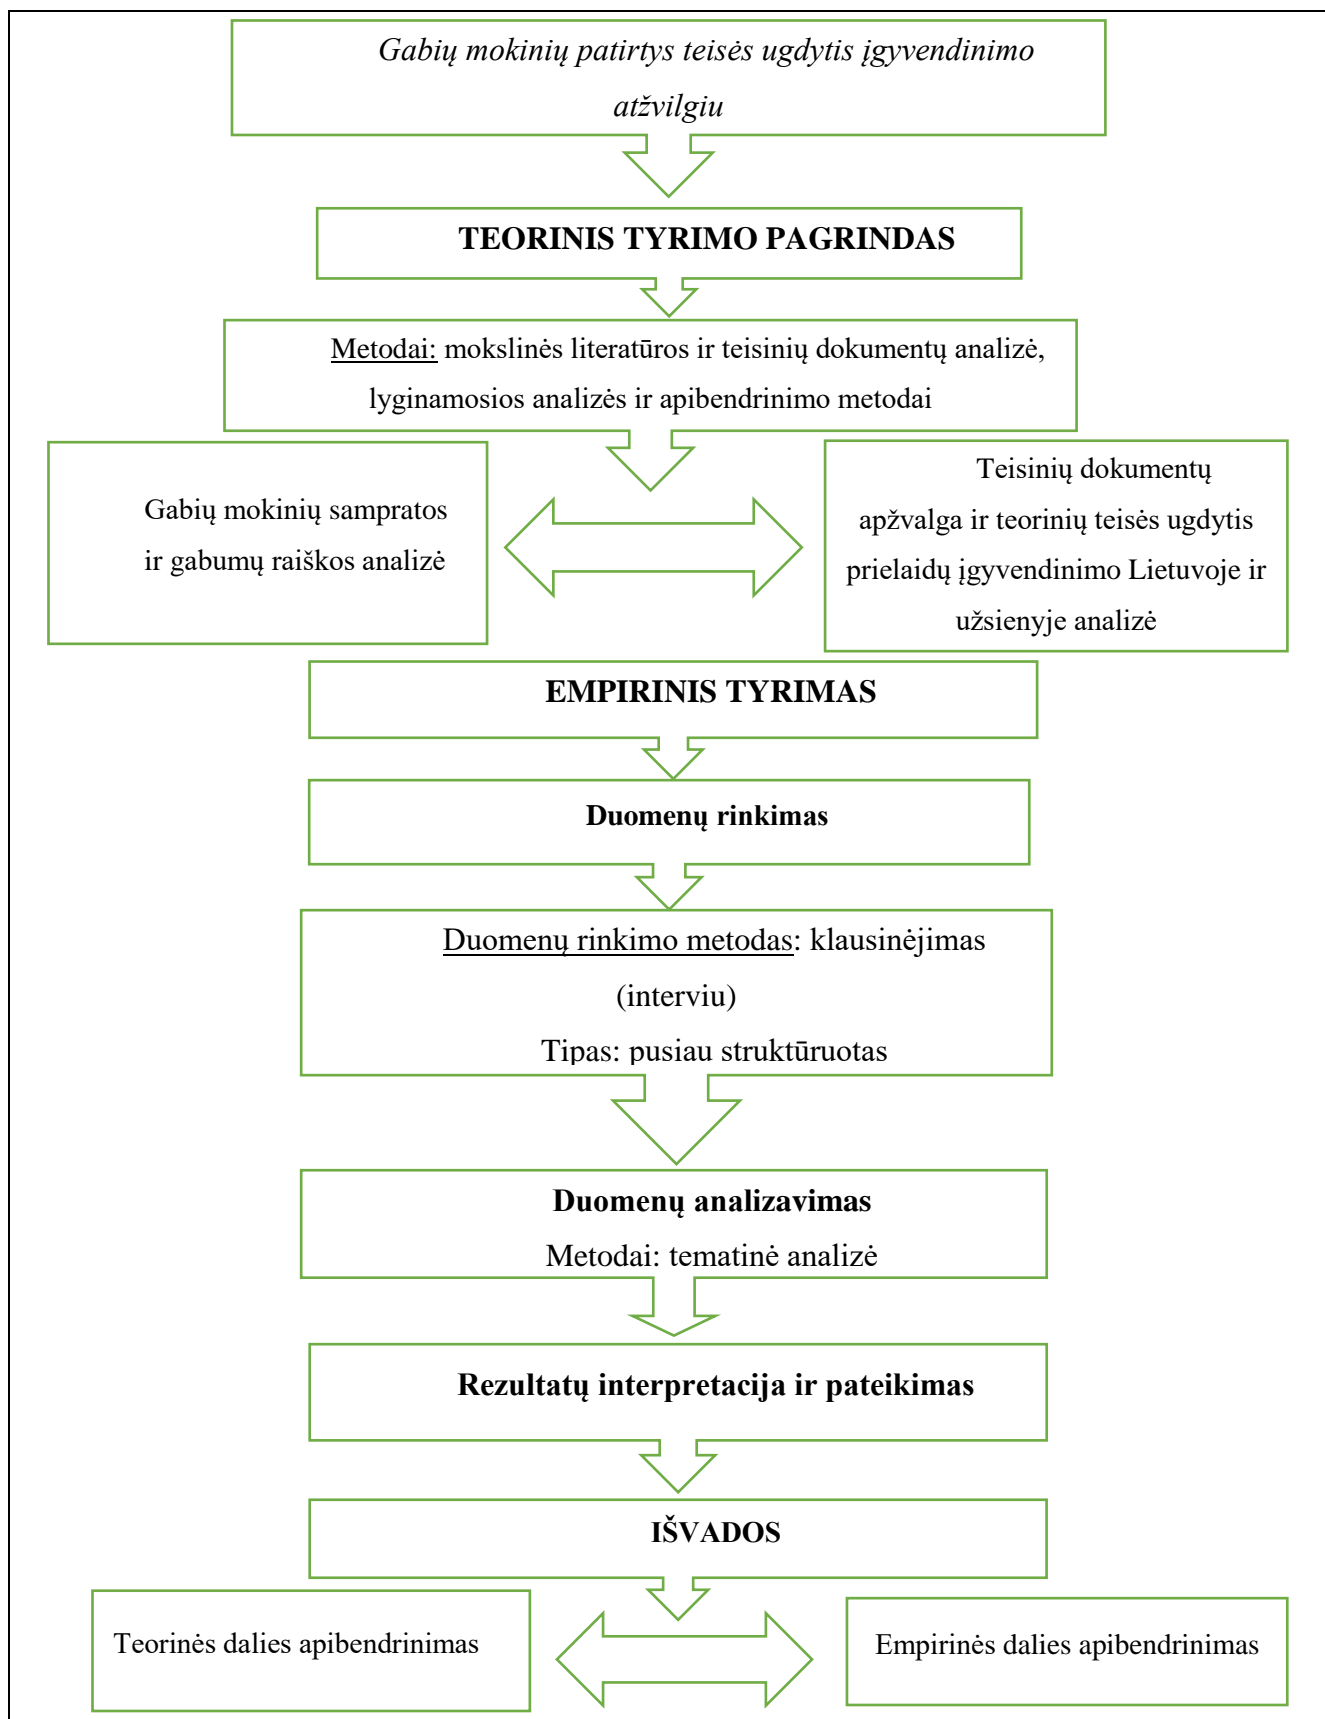 Gabių mokinių patirtys teisės ugdytis įgyvendinimo
atžvilgiu
TEORINIS TYRIMO PAGRINDAS
Metodai: mokslinės literatūros ir teisinių dokumentų analizė,
lyginamosios analizės ir apibendrinimo metodai
Gabių mokinių sampratos
ir gabumų raiškos analizė
Teisinių dokumentų
apžvalga ir teorinių teisės ugdytis
prielaidų įgyvendinimo Lietuvoje ir
užsienyje analizė
EMPIRINIS TYRIMAS
Duomenų rinkimas
Duomenų rinkimo metodas: klausinėjimas
(interviu)
Tipas: pusiau struktūruotas
Duomenų analizavimas
Metodai: tematinė analizė
Rezultatų interpretacija ir pateikimas
IŠVADOS
Teorinės dalies apibendrinimas
Empirinės dalies apibendrinimas